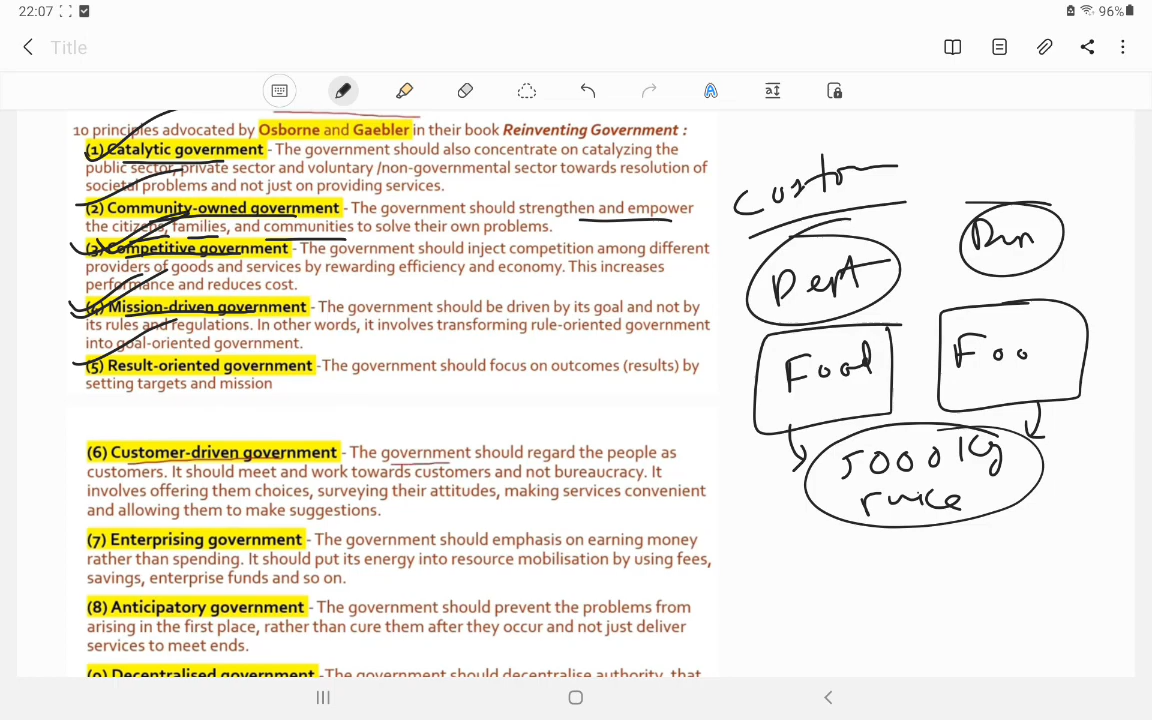 22:07
96%
Title
10 principles advocated by Osborne and Gaebler in their book Reinventing Government :
(1) Catalytic government - The government should also concentrate on catalyzing the
public sector, private sector and voluntary /non-governmental sector towards resolution of
societal problems and not just on providing services.
(2) Community-owned government - The government should strengthen and empower
the citizens, families, and communities to solve their own problems.
(3) Competitive government - The government should inject competition among different
providers of goods and services by rewarding efficiency and economy. This increases
performance and reduces cost.
(4) Mission-driven government - The government should be driven by its goal and not by
its rules and regulations. In other words, it involves transforming rule-oriented government
into goal-oriented government.
(5) Result-oriented government -The government should focus on outcomes (results) by
setting targets and mission
(6) Customer-driven government - The government should regard the people as
customers. It should meet and work towards customers and not bureaucracy. It
involves offering them choices, surveying their attitudes, making services convenient
and allowing them to make suggestions.
(7) Enterprising government - The government should emphasis on earning money
rather than spending. It should put its energy into resource mobilisation by using fees,
savings, enterprise funds and so on.
(8) Anticipatory government - The government should prevent the problems from
arising in the first place, rather than cure them after they occur and not just deliver
services to meet ends.
(9) Decentralised government -The government should decentralise authority, that
Custom
Dept
Food
Foo
5000 Kg